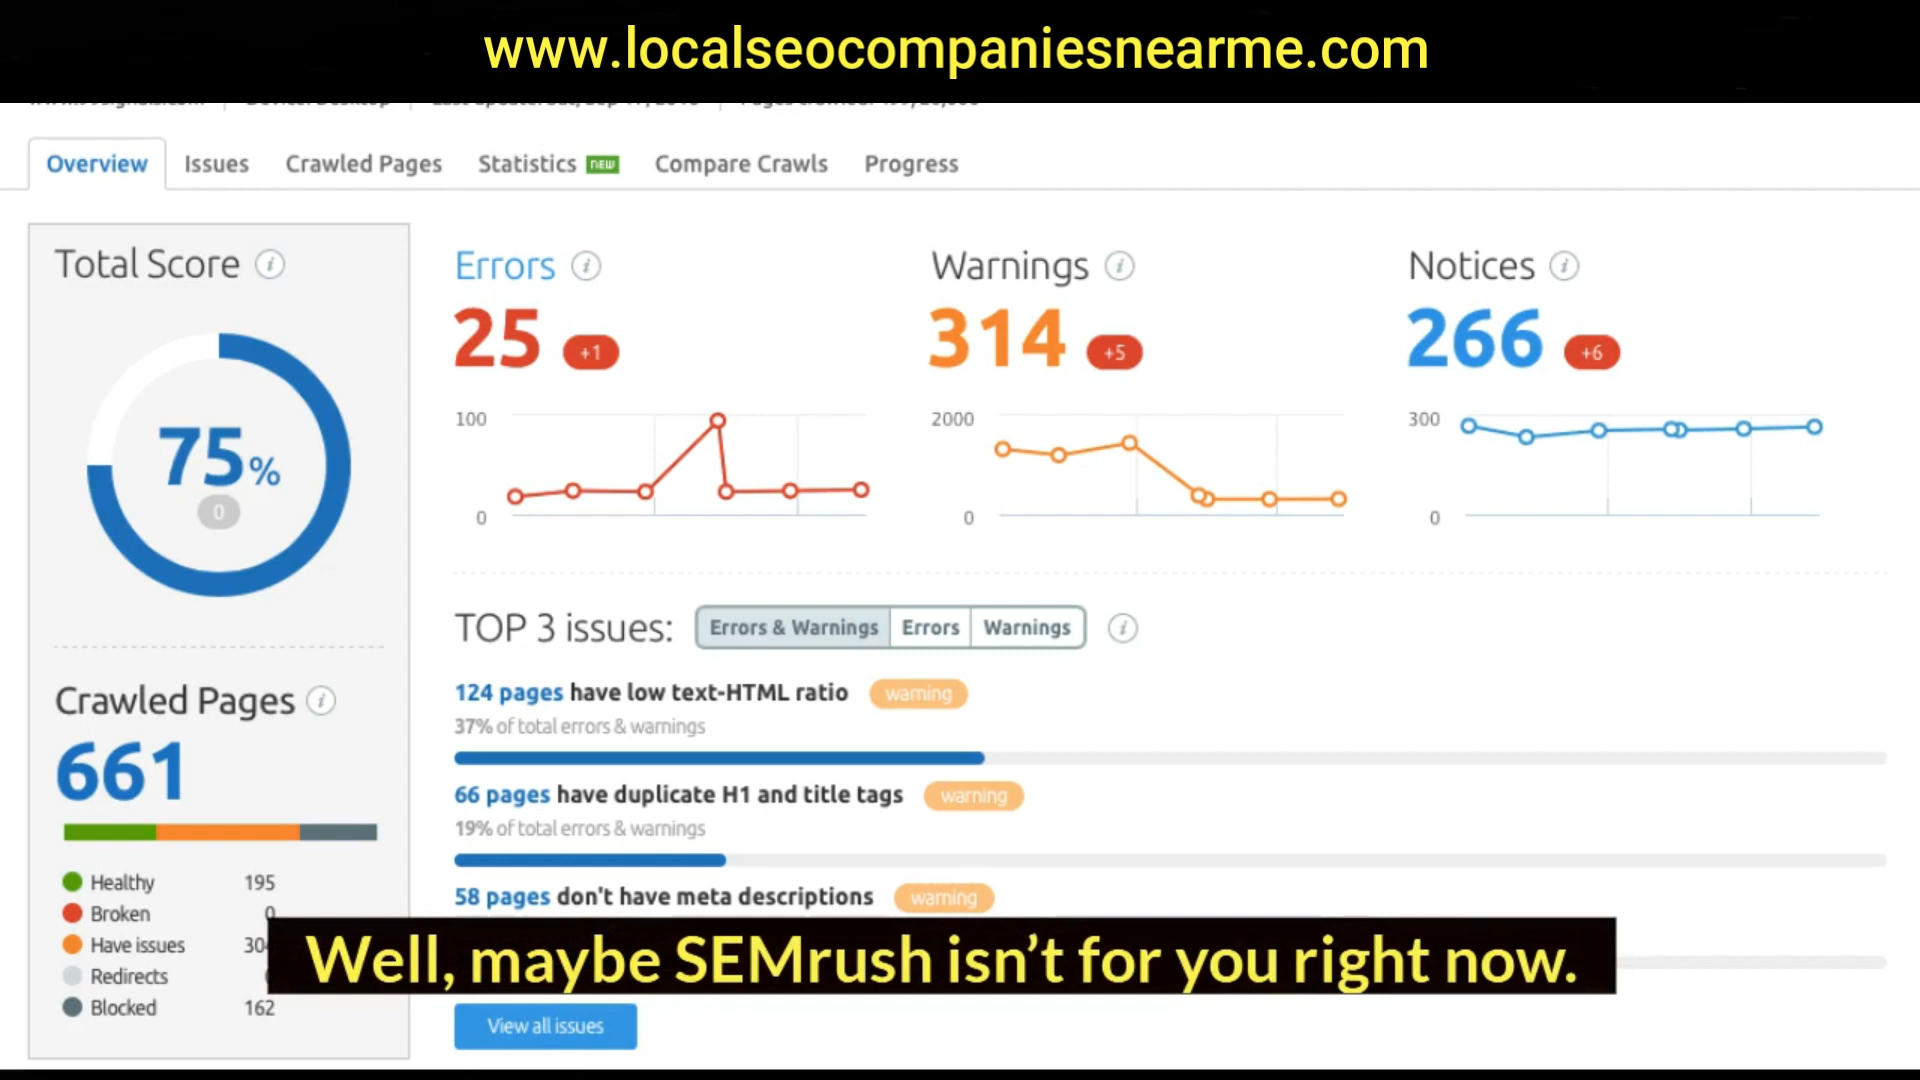 www.localseocompaniesnearme.com
Overview Issues Crawled Pages Statistics NEW Compare Crawls Progress
Total Score i
75%
0
Errors i
25 +1
100
0
Warnings i
314 +5
2000
0
Notices i
266 +6
300
0
TOP 3 issues: Errors & Warnings Errors Warnings i
124 pages have low text-HTML ratio warning
37% of total errors & warnings
66 pages have duplicate H1 and title tags warning
19% of total errors & warnings
58 pages don't have meta descriptions warning
Crawled Pages i
661
Healthy 195
Broken 0
Have issues
Redirects
Blocked 162
Well, maybe SEMrush isn't for you right now.
View all issues